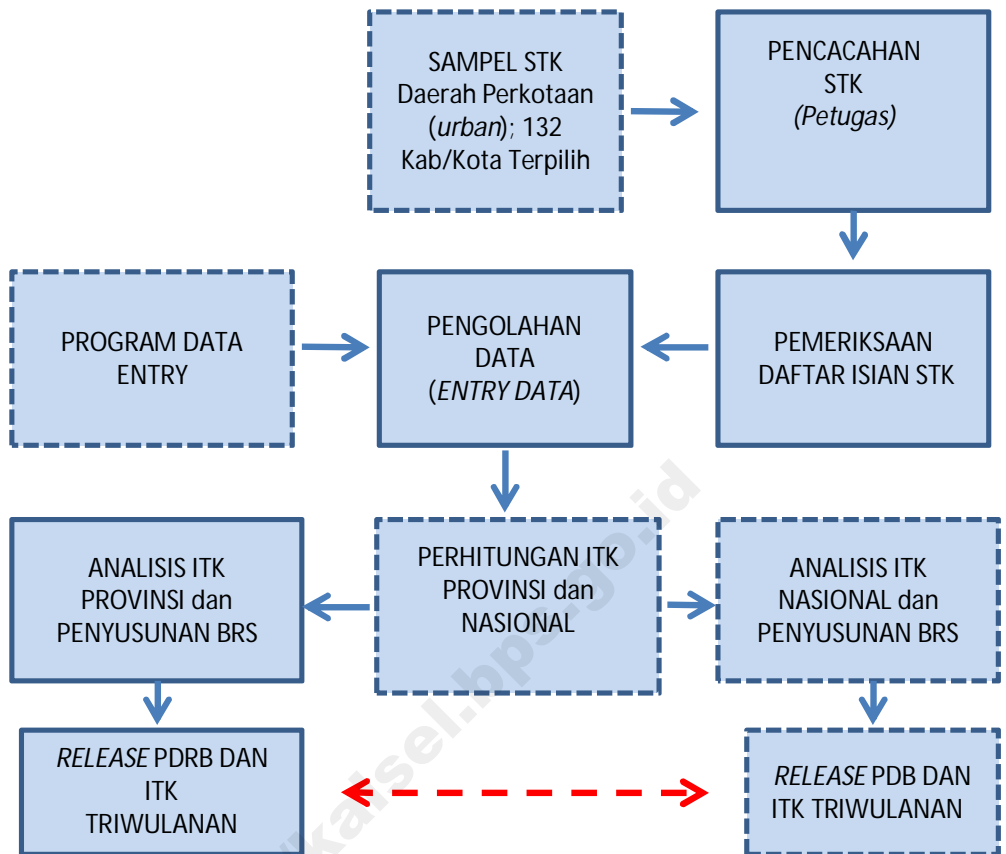 SAMPEL STK
Daerah Perkotaan
(urban); 132
Kab/Kota Terpilih
PENCACAHAN
STK
(Petugas)
PROGRAM DATA
ENTRY
PENGOLAHAN
DATA
(ENTRY DATA)
PEMERIKSAAN
DAFTAR ISIAN STK
ANALISIS ITK
PROVINSI dan
PENYUSUNAN BRS
PERHITUNGAN ITK
PROVINSI dan
NASIONAL
ANALISIS ITK
NASIONAL dan
PENYUSUNAN BRS
RELEASE PDRB DAN
ITK
TRIWULANAN
RELEASE PDB DAN
ITK TRIWULANAN
/kalsel.bps.go.id